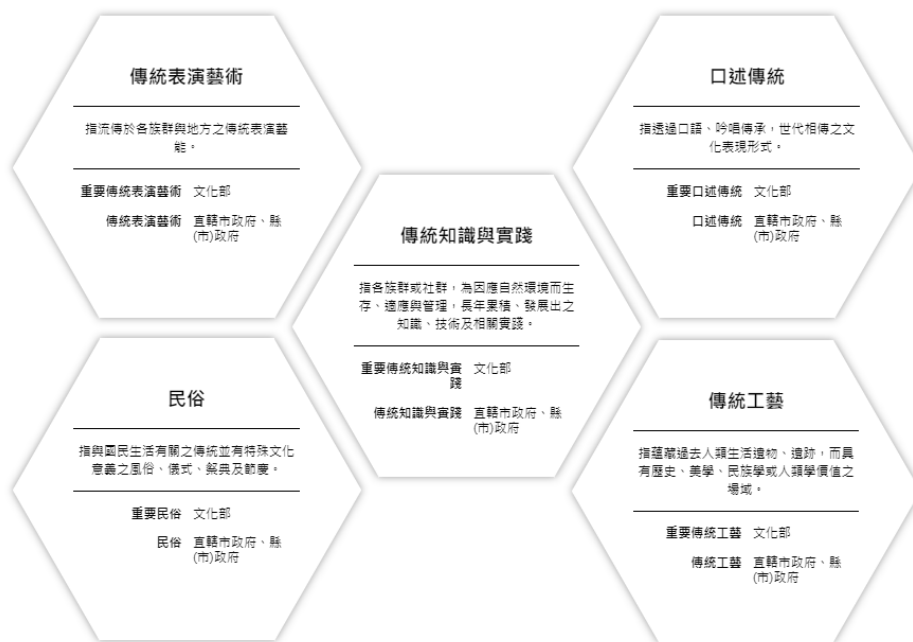 傳統表演藝術
指流傳於各族群與地方之傳統表演藝
能。
重要傳統表演藝術 文化部
傳統表演藝術 直轄市政府、縣
(市)政府
口述傳統
指透過口語、吟唱傳承，世代相傳之文
化表現形式。
重要口述傳統 文化部
口述傳統 直轄市政府、縣
(市)政府
傳統知識與實踐
指各族群或社群，為因應自然環境而生
存、適應與管理，長年累積、發展出之
知識、技術及相關實踐。
重要傳統知識與實 文化部
踐
傳統知識與實踐 直轄市政府、縣
(市)政府
民俗
指與國民生活有關之傳統並有特殊文化
意義之風俗、儀式、祭典及節慶。
重要民俗 文化部
民俗 直轄市政府、縣
(市)政府
傳統工藝
指蘊藏過去人類生活遺物、遺跡，而具
有歷史、美學、民族學或人類學價值之
場域。
重要傳統工藝 文化部
傳統工藝 直轄市政府、縣
(市)政府